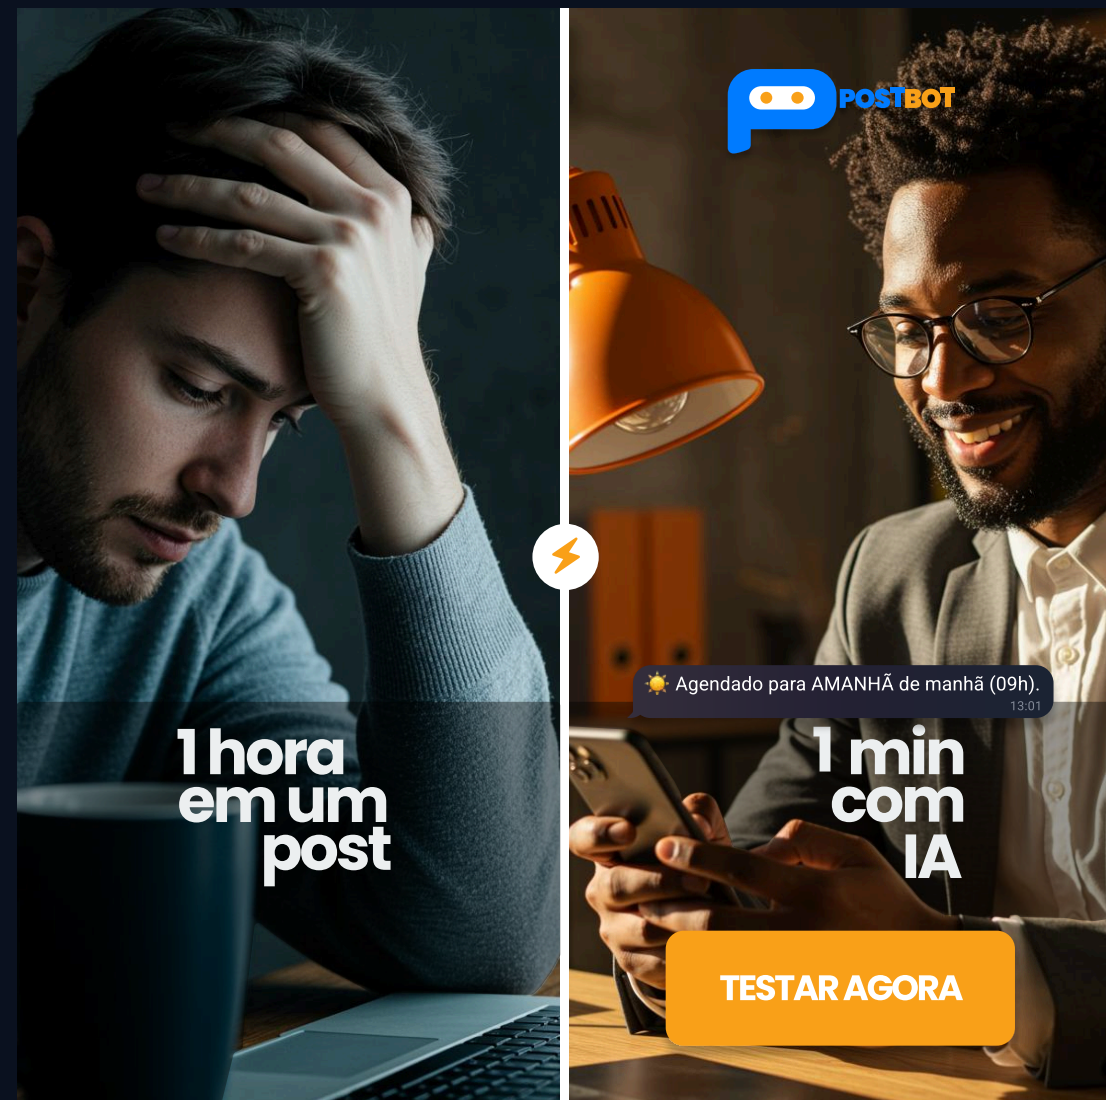 POSTBOT
☀️ Agendado para AMANHÃ de manhã (09h).
13:01
1 hora
em um
post
1 min
com
IA
TESTAR AGORA